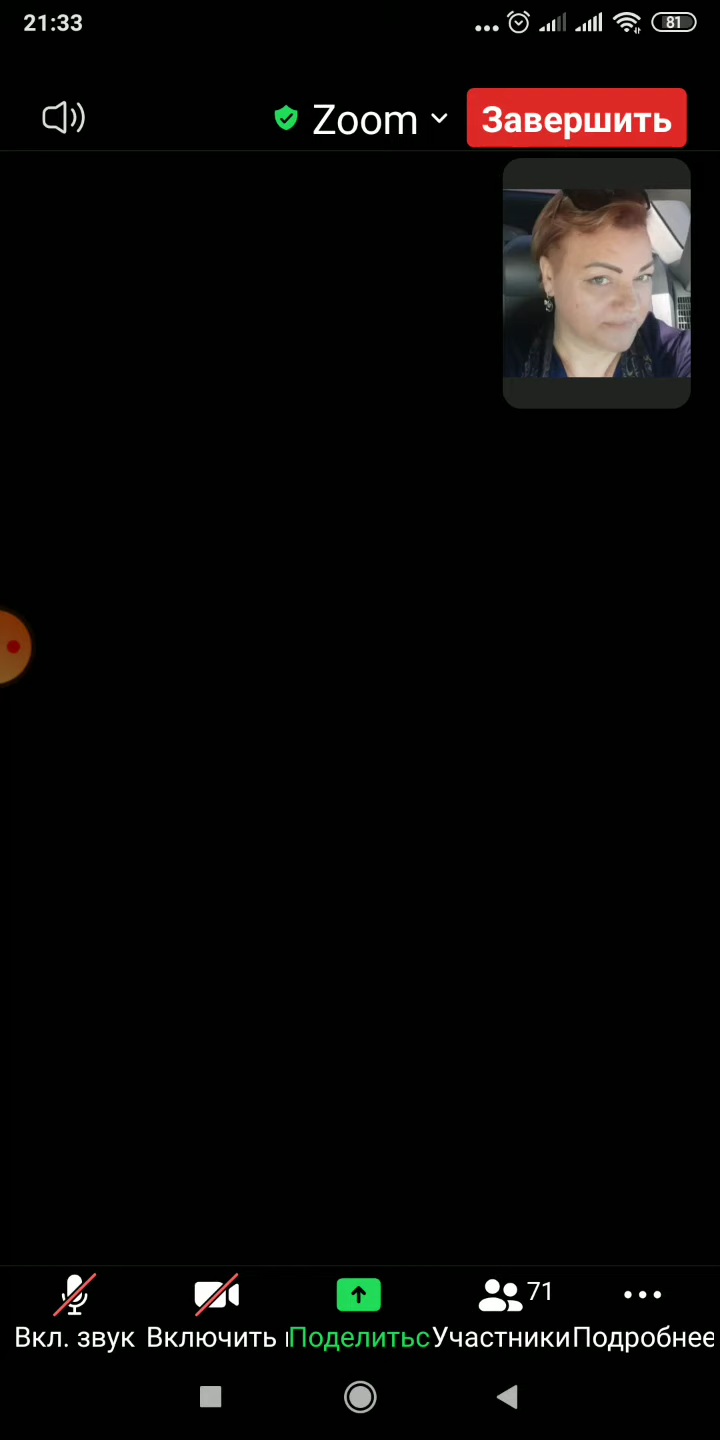 21:33
81
Zoom
Завершить
71
Вкл. звук Включить Поделитьс Участники Подробнее